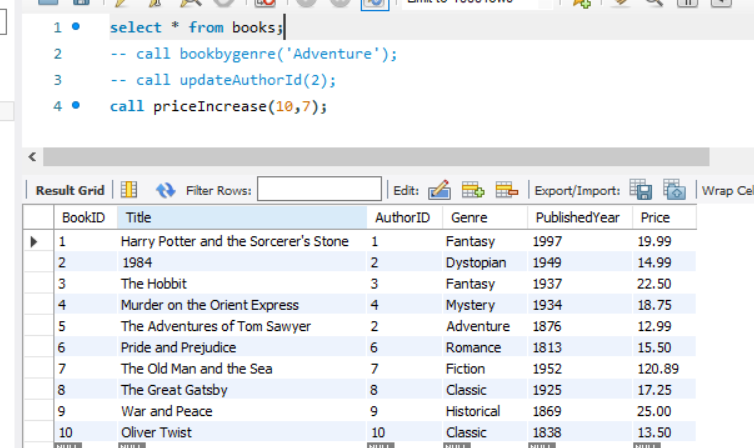 1 select * from books;
2 -- call bookbygenre('Adventure');
3 -- call updateAuthorId(2);
4 call priceIncrease(10,7);
Result Grid Filter Rows: Edit: Export/Import: Wrap Cel
BookID Title AuthorID Genre PublishedYear Price
1 Harry Potter and the Sorcerer's Stone 1 Fantasy 1997 19.99
2 1984 2 Dystopian 1949 14.99
3 The Hobbit 3 Fantasy 1937 22.50
4 Murder on the Orient Express 4 Mystery 1934 18.75
5 The Adventures of Tom Sawyer 2 Adventure 1876 12.99
6 Pride and Prejudice 6 Romance 1813 15.50
7 The Old Man and the Sea 7 Fiction 1952 120.89
8 The Great Gatsby 8 Classic 1925 17.25
9 War and Peace 9 Historical 1869 25.00
10 Oliver Twist 10 Classic 1838 13.50